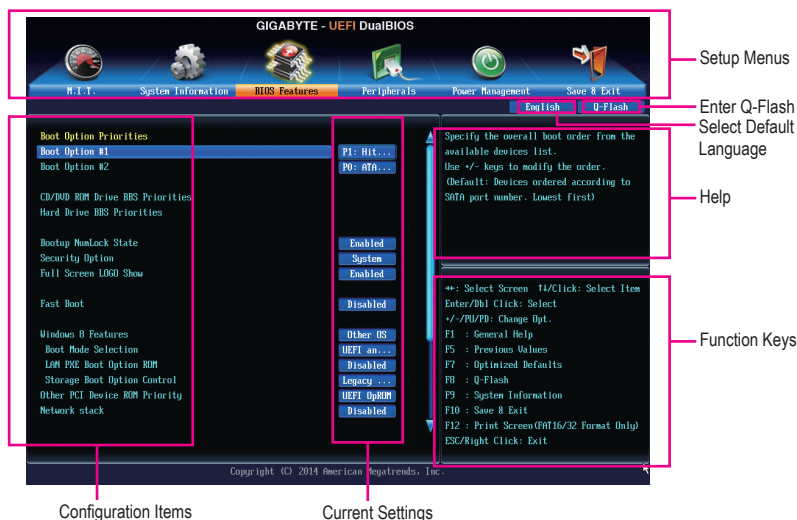 GIGABYTE - UEFI DualBIOS
M.I.T. System Information BIOS Features Peripherals Power Management Save & Exit
Setup Menus
English Q-Flash
Enter Q-Flash
Select Default
Language
Boot Option Priorities
Boot Option #1 P1: Hit...
Boot Option #2 P0: ATA...
CD/DVD ROM Drive BBS Priorities
Hard Drive BBS Priorities
Bootup NumLock State Enabled
Security Option System
Full Screen LOGO Show Enabled
Fast Boot Disabled
Windows 8 Features Other OS
Boot Mode Selection UEFI an...
LAN PXE Boot Option ROM Disabled
Storage Boot Option Control Legacy ...
Other PCI Device ROM Priority UEFI OpROM
Network stack Disabled
Specify the overall boot order from the
available devices list.
Use +/- keys to modify the order.
(Default: Devices ordered according to
SATA port number. Lowest first)
Help
→←: Select Screen ↑↓/Click: Select Item
Enter/Dbl Click: Select
+/-/PU/PD: Change Opt.
F1 : General Help
F5 : Previous Values
F7 : Optimized Defaults
F8 : Q-Flash
F9 : System Information
F10 : Save & Exit
F12 : Print Screen(FAT16/32 Format Only)
ESC/Right Click: Exit
Function Keys
Copyright (C) 2014 American Megatrends, Inc.
Configuration Items
Current Settings